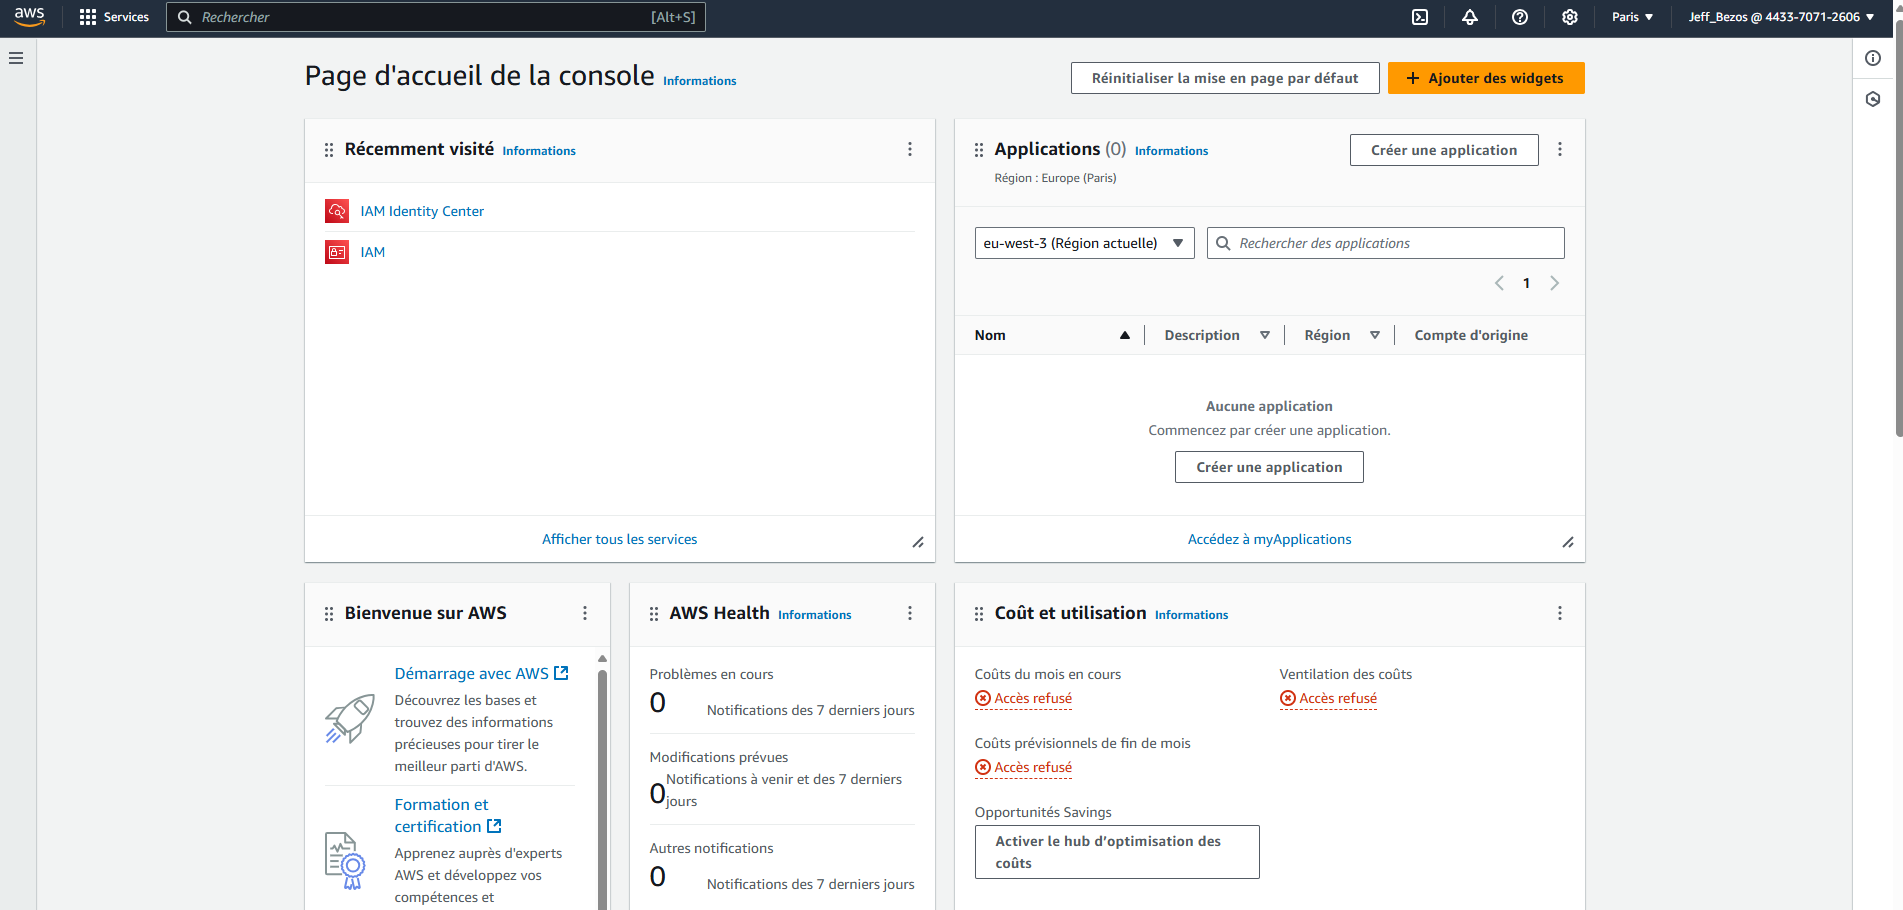 aws
Services
Rechercher
[Alt+S]
Paris ▼
Jeff_Bezos @ 4433-7071-2606 ▼
Page d'accueil de la console Informations
Réinitialiser la mise en page par défaut
+ Ajouter des widgets
Récemment visité Informations
IAM Identity Center
IAM
Afficher tous les services
Applications (0) Informations
Créer une application
Région : Europe (Paris)
eu-west-3 (Région actuelle)
Rechercher des applications
1
Nom
Description
Région
Compte d'origine
Aucune application
Commencez par créer une application.
Créer une application
Accédez à myApplications
Bienvenue sur AWS
Démarrage avec AWS
Découvrez les bases et
trouvez des informations
précieuses pour tirer le
meilleur parti d'AWS.
Formation et
certification
Apprenez auprès d'experts
AWS et développez vos
compétences et
AWS Health Informations
Problèmes en cours
0
Notifications des 7 derniers jours
Modifications prévues
0
Notifications à venir et des 7 derniers
jours
Autres notifications
0
Notifications des 7 derniers jours
Coût et utilisation Informations
Coûts du mois en cours
Accès refusé
Ventilation des coûts
Accès refusé
Coûts prévisionnels de fin de mois
Accès refusé
Opportunités Savings
Activer le hub d’optimisation des
coûts